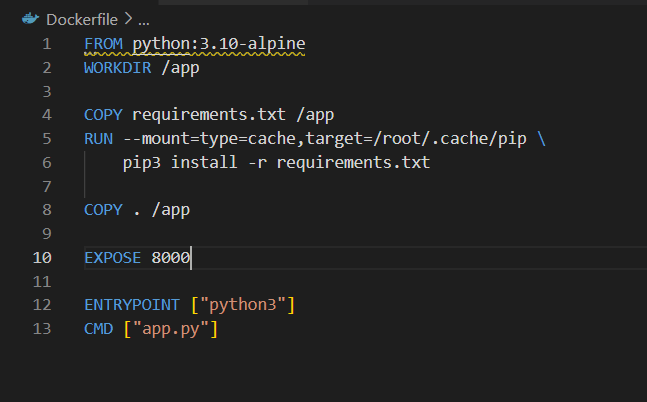 Dockerfile > ...
1 FROM python:3.10-alpine
2 WORKDIR /app
3
4 COPY requirements.txt /app
5 RUN --mount=type=cache,target=/root/.cache/pip \
6     pip3 install -r requirements.txt
7
8 COPY . /app
9
10 EXPOSE 8000
11
12 ENTRYPOINT ["python3"]
13 CMD ["app.py"]